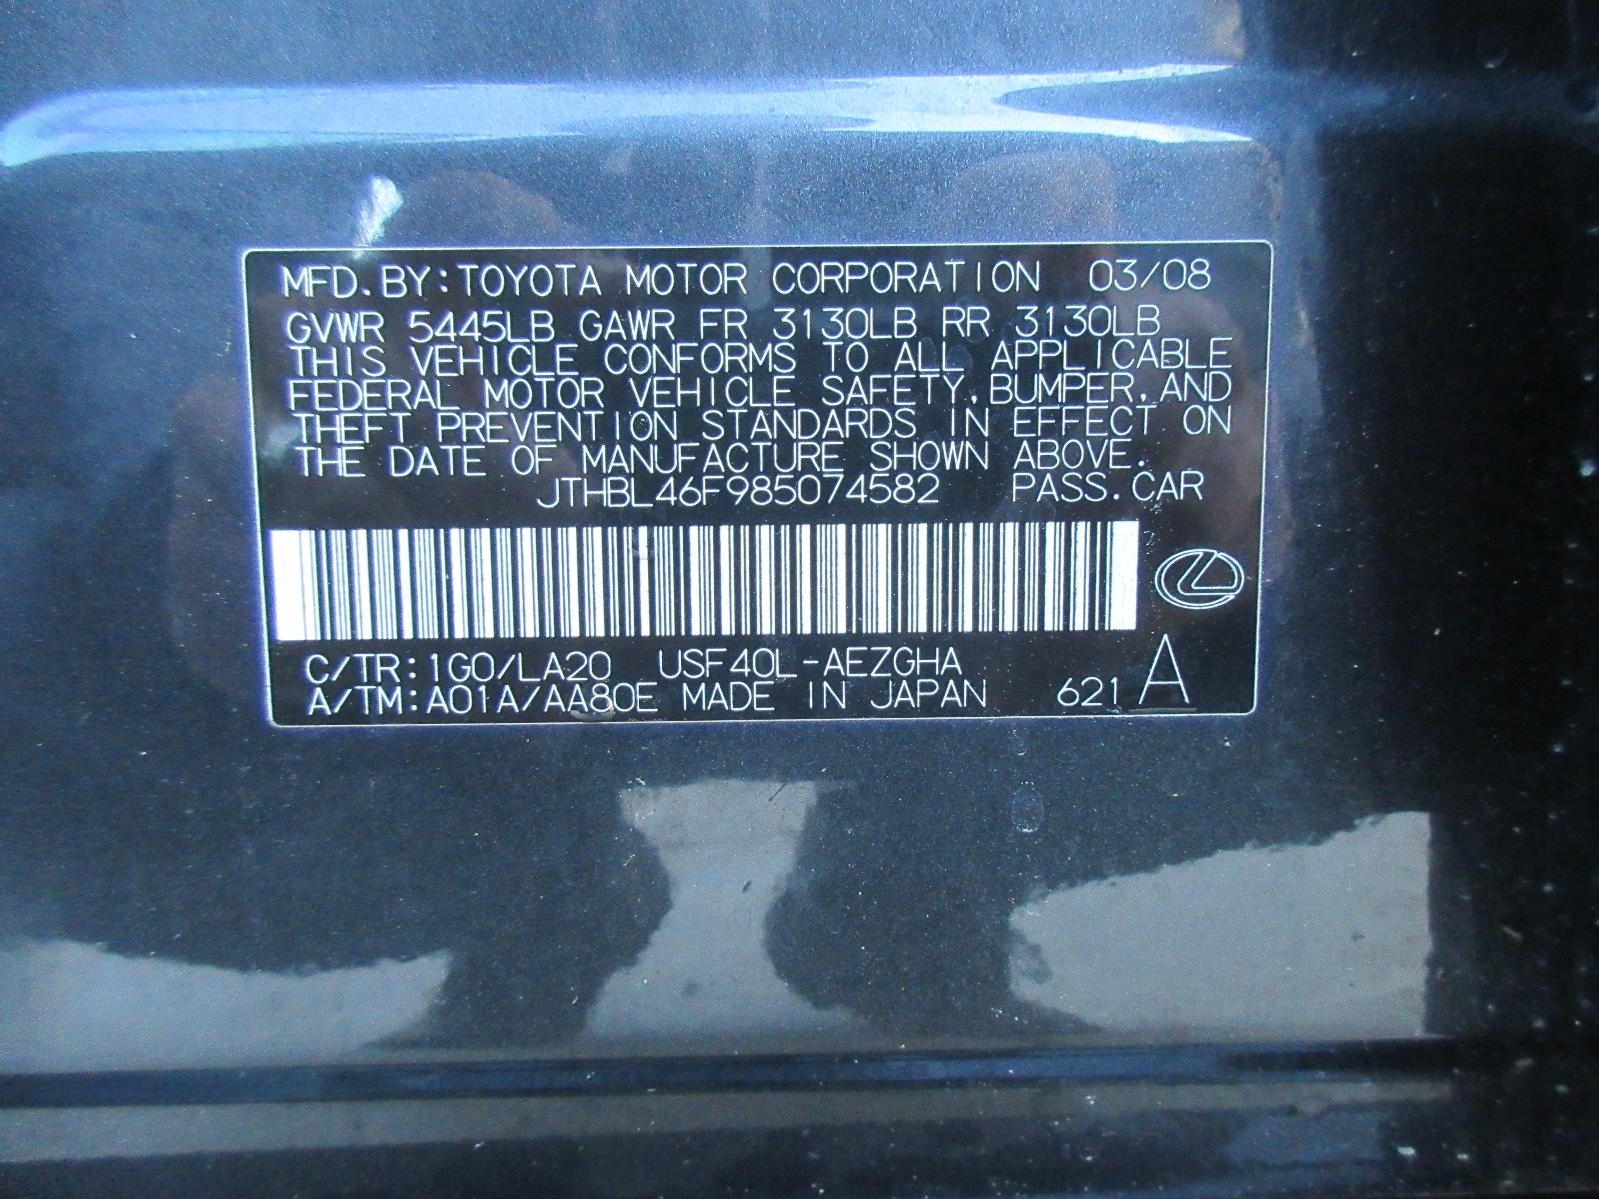 MFD. BY: TOYOTA MOTOR CORPORATION 03/08
GVWR 5445LB GAWR FR 3130LB RR 3130LB
THIS VEHICLE CONFORMS TO ALL APPLICABLE
FEDERAL MOTOR VEHICLE SAFETY, BUMPER, AND
THEFT PREVENTION STANDARDS IN EFFECT ON
THE DATE OF MANUFACTURE SHOWN ABOVE.
JTHBL46F985074582 PASS. CAR
C/TR: 1G0/LA20 USF40L-AEZGHA
A/TM: A01A/AA80E MADE IN JAPAN 621 A